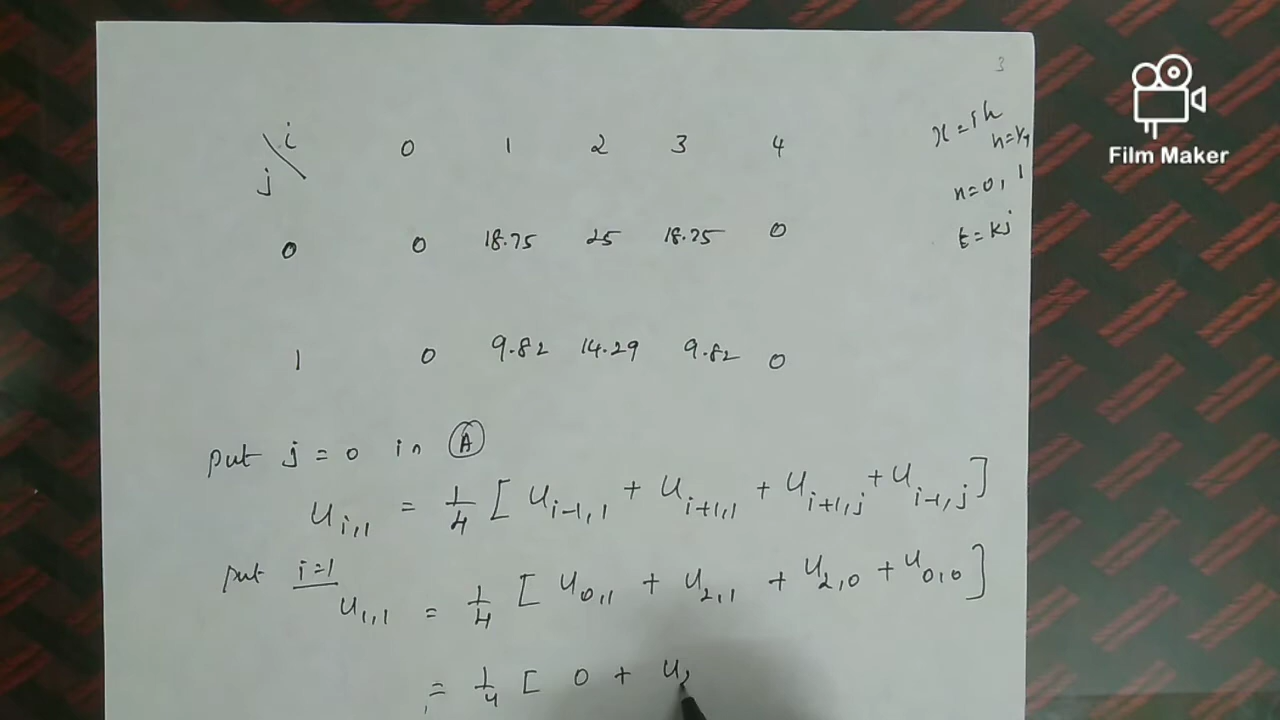 3
i 0 1 2 3 4
j
x=ih
h=1/4
n=0, 1
t=kj
0 0 18.75 25 18.75 0
1 0 9.82 14.29 9.82 0
put j = 0 in (A)
u_{i,1} = 1/4 [ u_{i-1,1} + u_{i+1,1} + u_{i+1,j} + u_{i-1,j} ]
put i=1
u_{1,1} = 1/4 [ u_{0,1} + u_{2,1} + u_{2,0} + u_{0,0} ]
= 1/4 [ 0 + u_{2
Film Maker